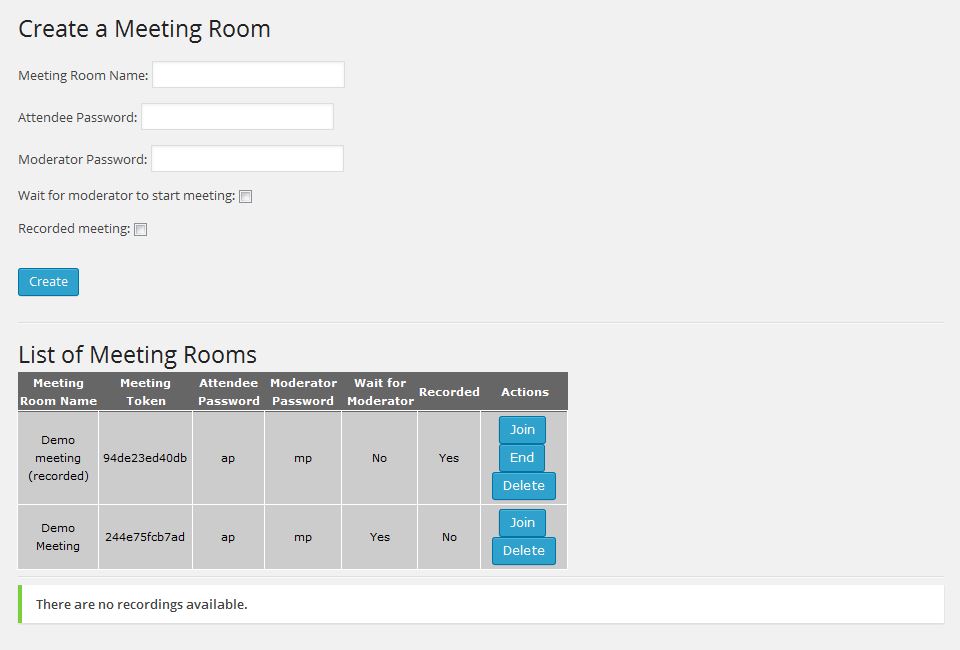 Create a Meeting Room
Meeting Room Name:
Attendee Password:
Moderator Password:
Wait for moderator to start meeting:
Recorded meeting:
Create
List of Meeting Rooms
Meeting Room Name Meeting Token Attendee Password Moderator Password Wait for Moderator Recorded Actions
Demo meeting (recorded) 94de23ed40db ap mp No Yes Join End Delete
Demo Meeting 244e75fcb7ad ap mp Yes No Join Delete
There are no recordings available.